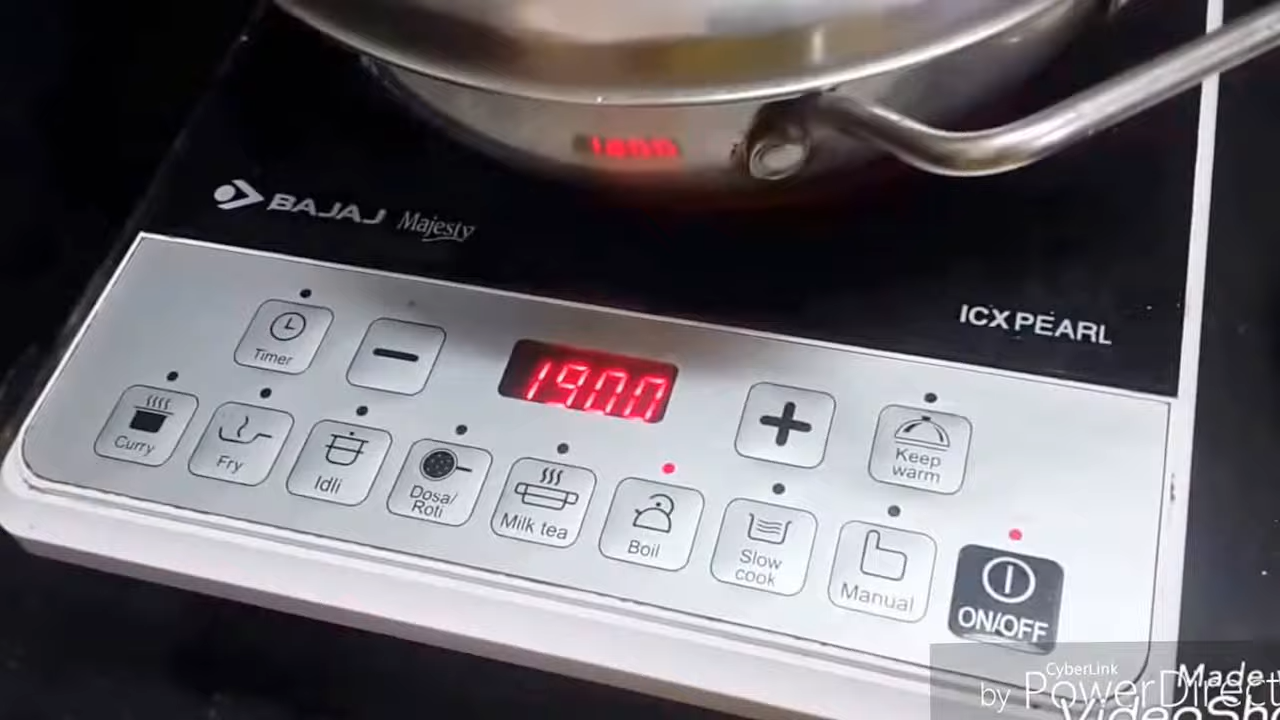 BAJAJ Majesty
ICX PEARL
Timer
1900
Keep
warm
Curry
Fry
Idli
Dosa/
Roti
Milk tea
Boil
Slow
cook
Manual
ON/OFF
CyberLink
by PowerDirect
Made